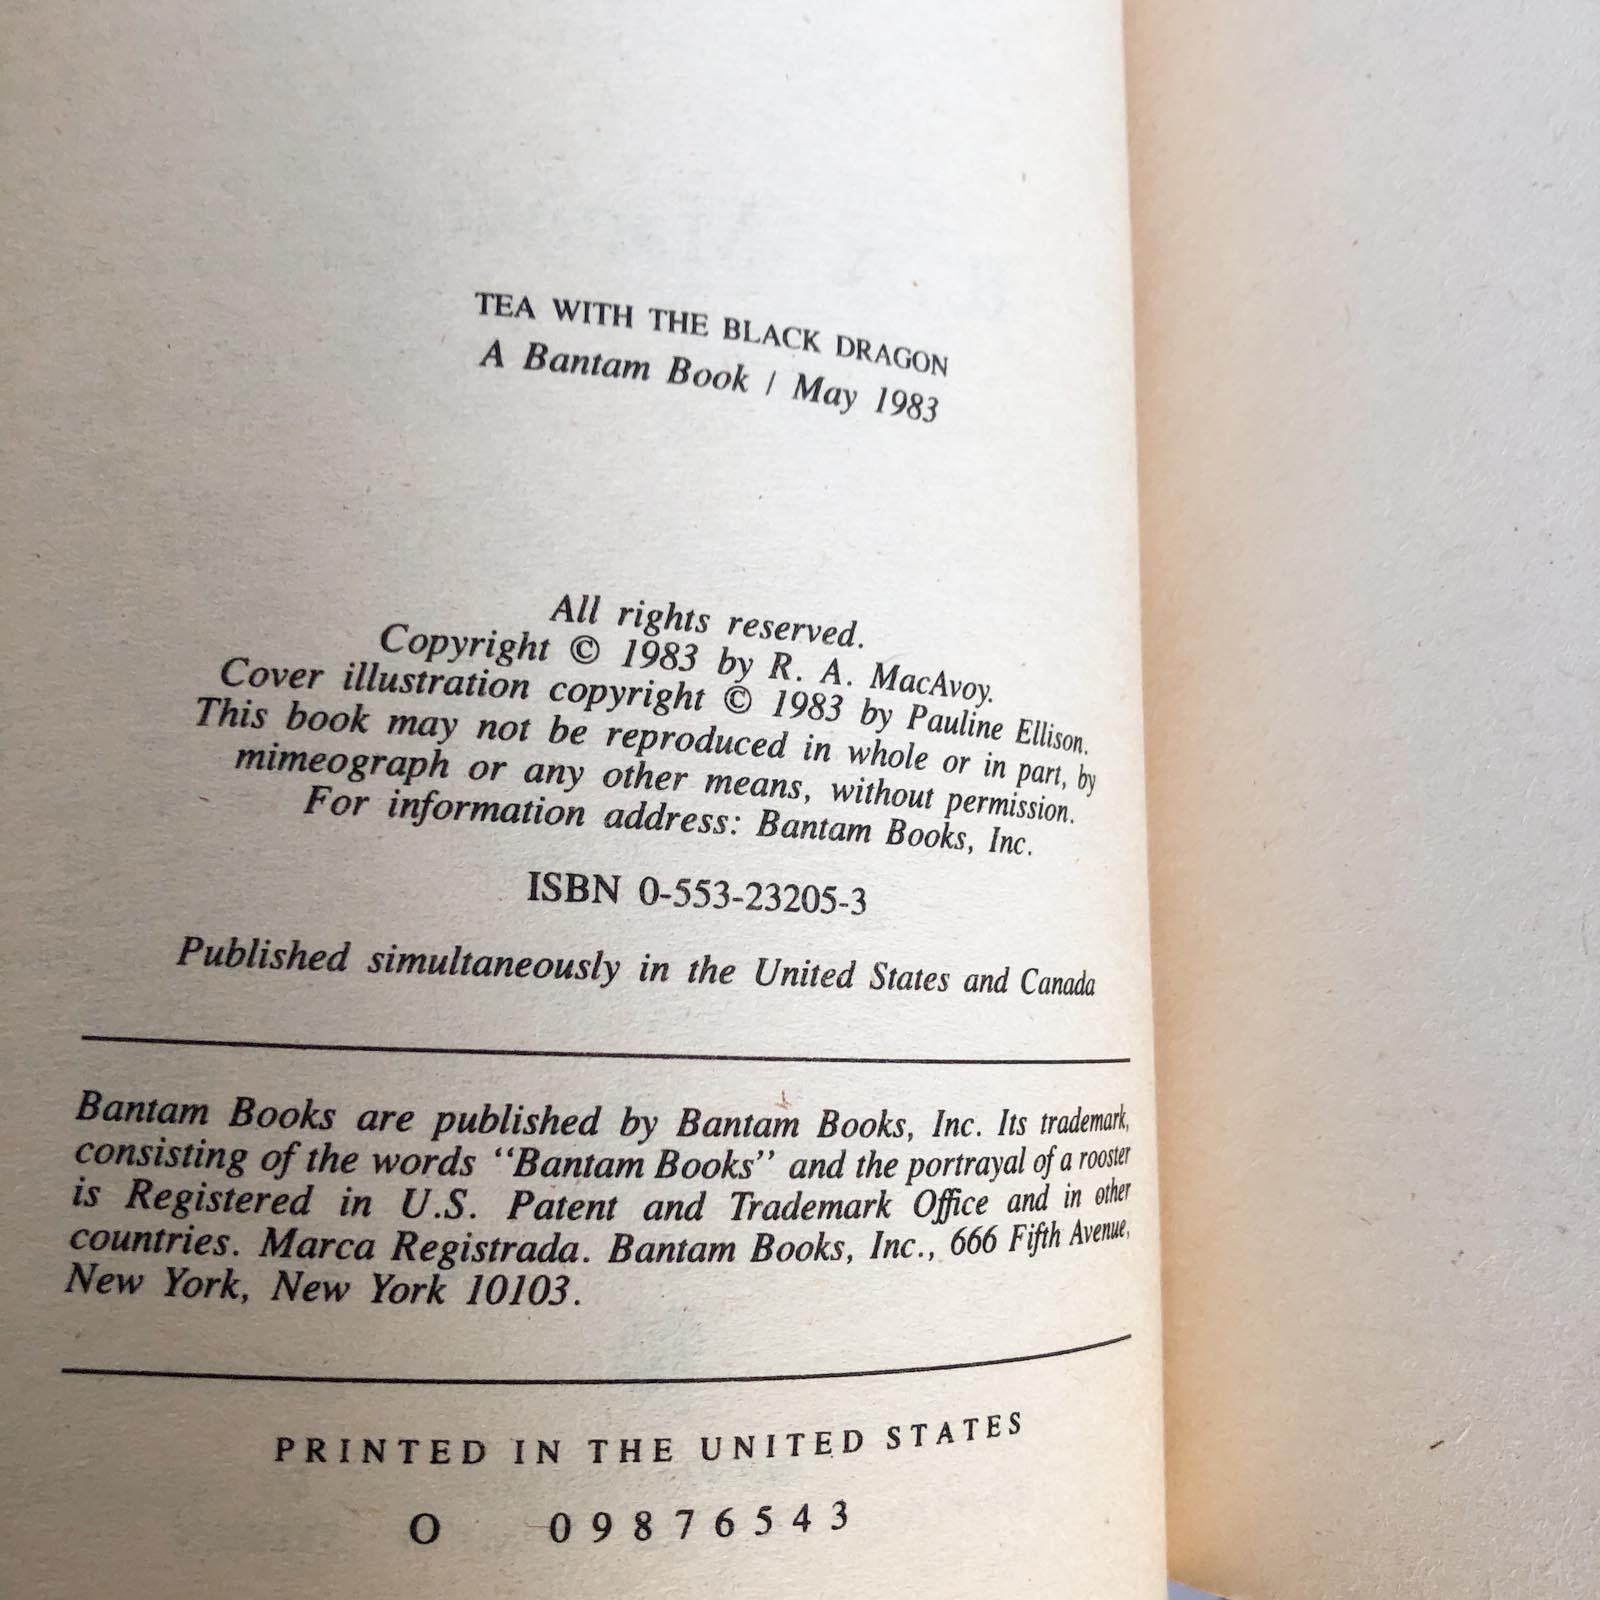 TEA WITH THE BLACK DRAGON
A Bantam Book / May 1983
All rights reserved.
Copyright © 1983 by R. A. MacAvoy.
Cover illustration copyright © 1983 by Pauline Ellison.
This book may not be reproduced in whole or in part, by
mimeograph or any other means, without permission.
For information address: Bantam Books, Inc.
ISBN 0-553-23205-3
Published simultaneously in the United States and Canada
Bantam Books are published by Bantam Books, Inc. Its trademark,
consisting of the words “Bantam Books” and the portrayal of a rooster
is Registered in U.S. Patent and Trademark Office and in other
countries. Marca Registrada. Bantam Books, Inc., 666 Fifth Avenue,
New York, New York 10103.
PRINTED IN THE UNITED STATES
O 0 9 8 7 6 5 4 3